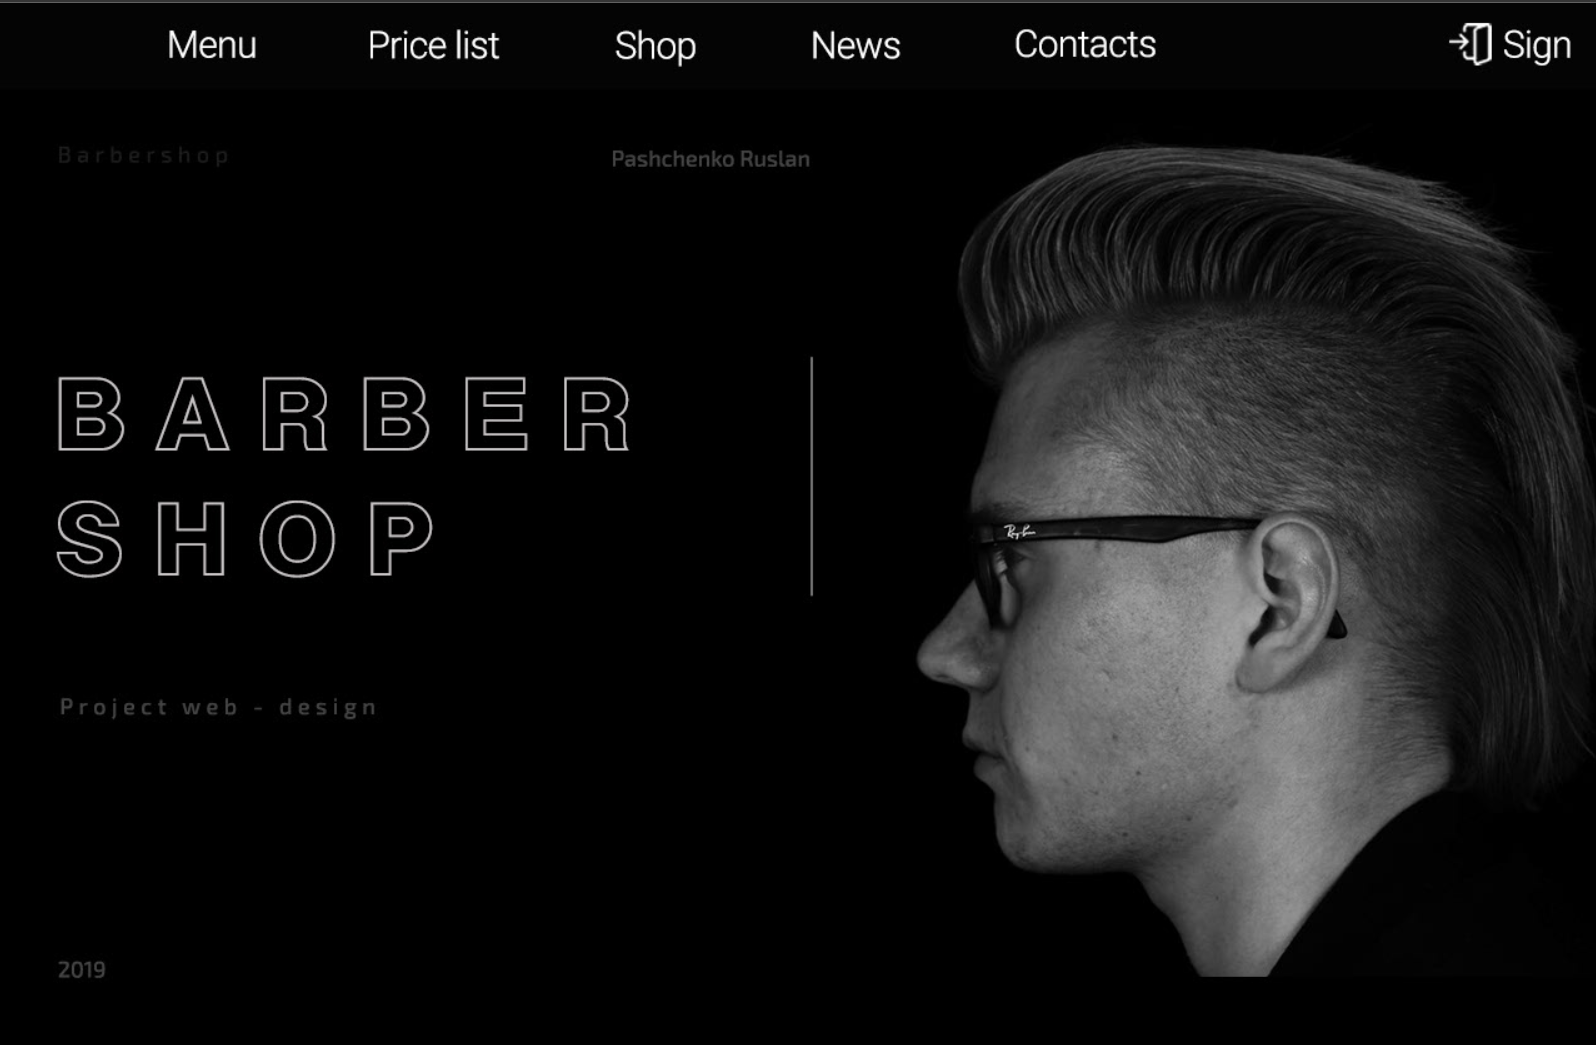 Menu Price list Shop News Contacts Sign
Barbershop Pashchenko Ruslan
BARBER
SHOP
Ray-Ban
Project web - design
2019